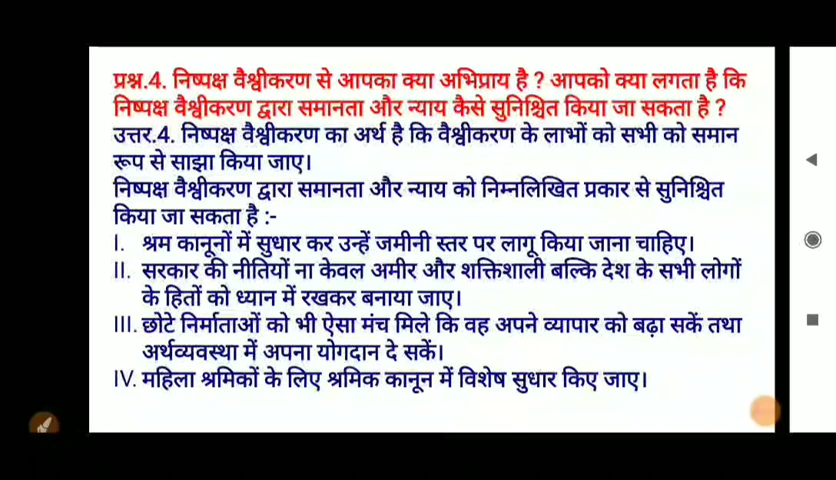 प्रश्न.4. निष्पक्ष वैश्वीकरण से आपका क्या अभिप्राय है ? आपको क्या लगता है कि
निष्पक्ष वैश्वीकरण द्वारा समानता और न्याय कैसे सुनिश्चित किया जा सकता है ?
उत्तर.4. निष्पक्ष वैश्वीकरण का अर्थ है कि वैश्वीकरण के लाभों को सभी को समान
रूप से साझा किया जाए।
निष्पक्ष वैश्वीकरण द्वारा समानता और न्याय को निम्नलिखित प्रकार से सुनिश्चित
किया जा सकता है :-
I. श्रम कानूनों में सुधार कर उन्हें जमीनी स्तर पर लागू किया जाना चाहिए।
II. सरकार की नीतियों ना केवल अमीर और शक्तिशाली बल्कि देश के सभी लोगों
के हितों को ध्यान में रखकर बनाया जाए।
III. छोटे निर्माताओं को भी ऐसा मंच मिले कि वह अपने व्यापार को बढ़ा सकें तथा
अर्थव्यवस्था में अपना योगदान दे सकें।
IV. महिला श्रमिकों के लिए श्रमिक कानून में विशेष सुधार किए जाए।